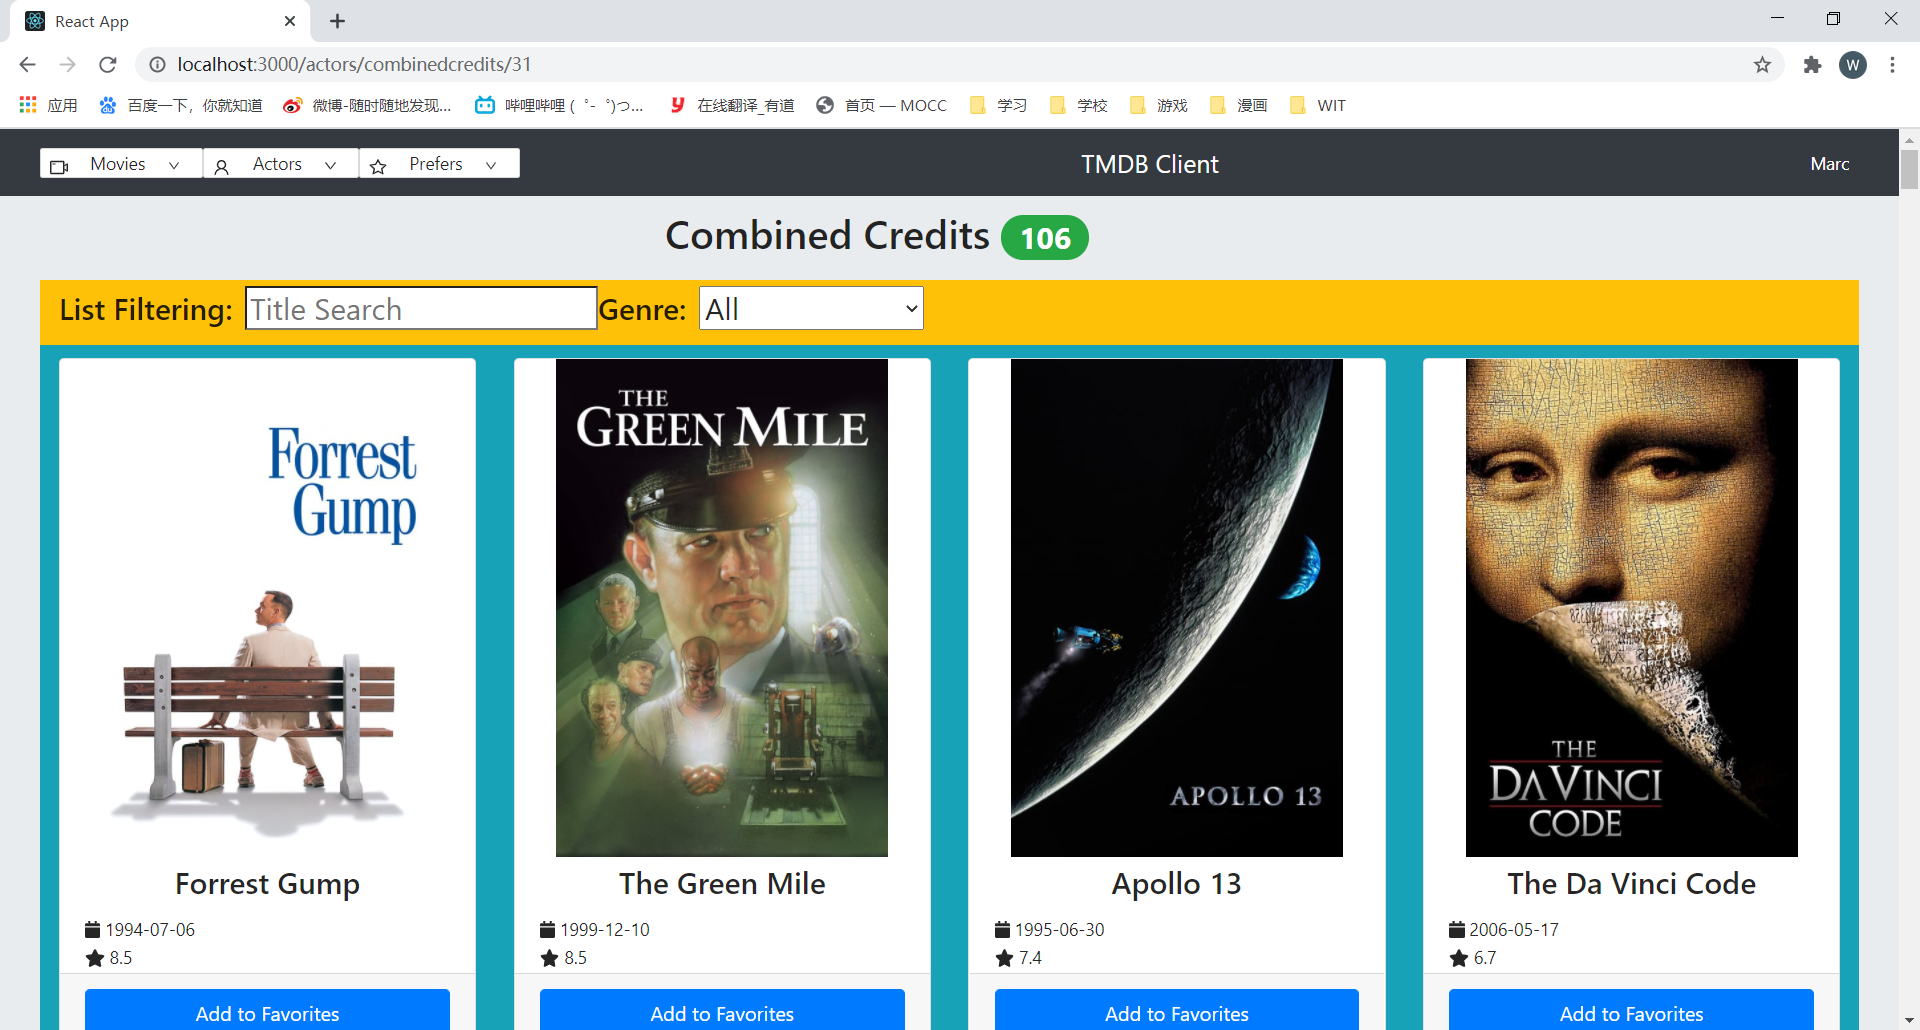 React App
localhost:3000/actors/combinedcredits/31
W
应用
百度一下，你就知道
微博-随时随地发现...
哔哩哔哩 ( ゜- ゜)つ...
在线翻译_有道
首页 — MOCC
学习
学校
游戏
漫画
WIT
Movies
Actors
Prefers
TMDB Client
Marc
Combined Credits 106
List Filtering: Title Search Genre: All
Forrest
Gump
THE
GREEN MILE
APOLLO 13
THE
DA VINCI
CODE
Forrest Gump
1994-07-06
8.5
Add to Favorites
The Green Mile
1999-12-10
8.5
Add to Favorites
Apollo 13
1995-06-30
7.4
Add to Favorites
The Da Vinci Code
2006-05-17
6.7
Add to Favorites